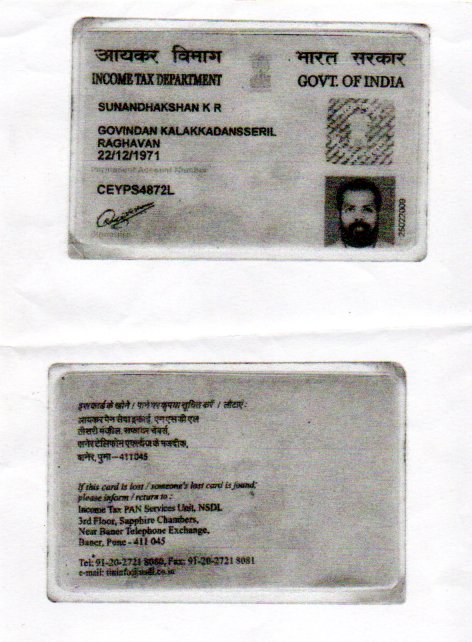 आयकर विभाग
भारत सरकार
INCOME TAX DEPARTMENT
GOVT. OF INDIA
SUNANDHAKSHAN K R
GOVINDAN KALAKKADANSSERIL
RAGHAVAN
22/12/1971
Permanent Account Number
CEYPS4872L
Signature
25022009
इस कार्ड के खोने / पाने पर कृपया सूचित करें / लौटाएं :
आयकर पैन सेवा इकाई, एन एस डी एल
तीसरी मंजील, सफायर चेंबर्स,
बानेर टेलिफोन एक्स्चेंज के नजदीक,
बानेर, पुना – 411045
If this card is lost / someone's lost card is found,
please inform / return to :
Income Tax PAN Services Unit, NSDL
3rd Floor, Sapphire Chambers,
Near Baner Telephone Exchange,
Baner, Pune - 411 045
Tel: 91-20-2721 8080, Fax: 91-20-2721 8081
e-mail: tininfo@nsdl.co.in